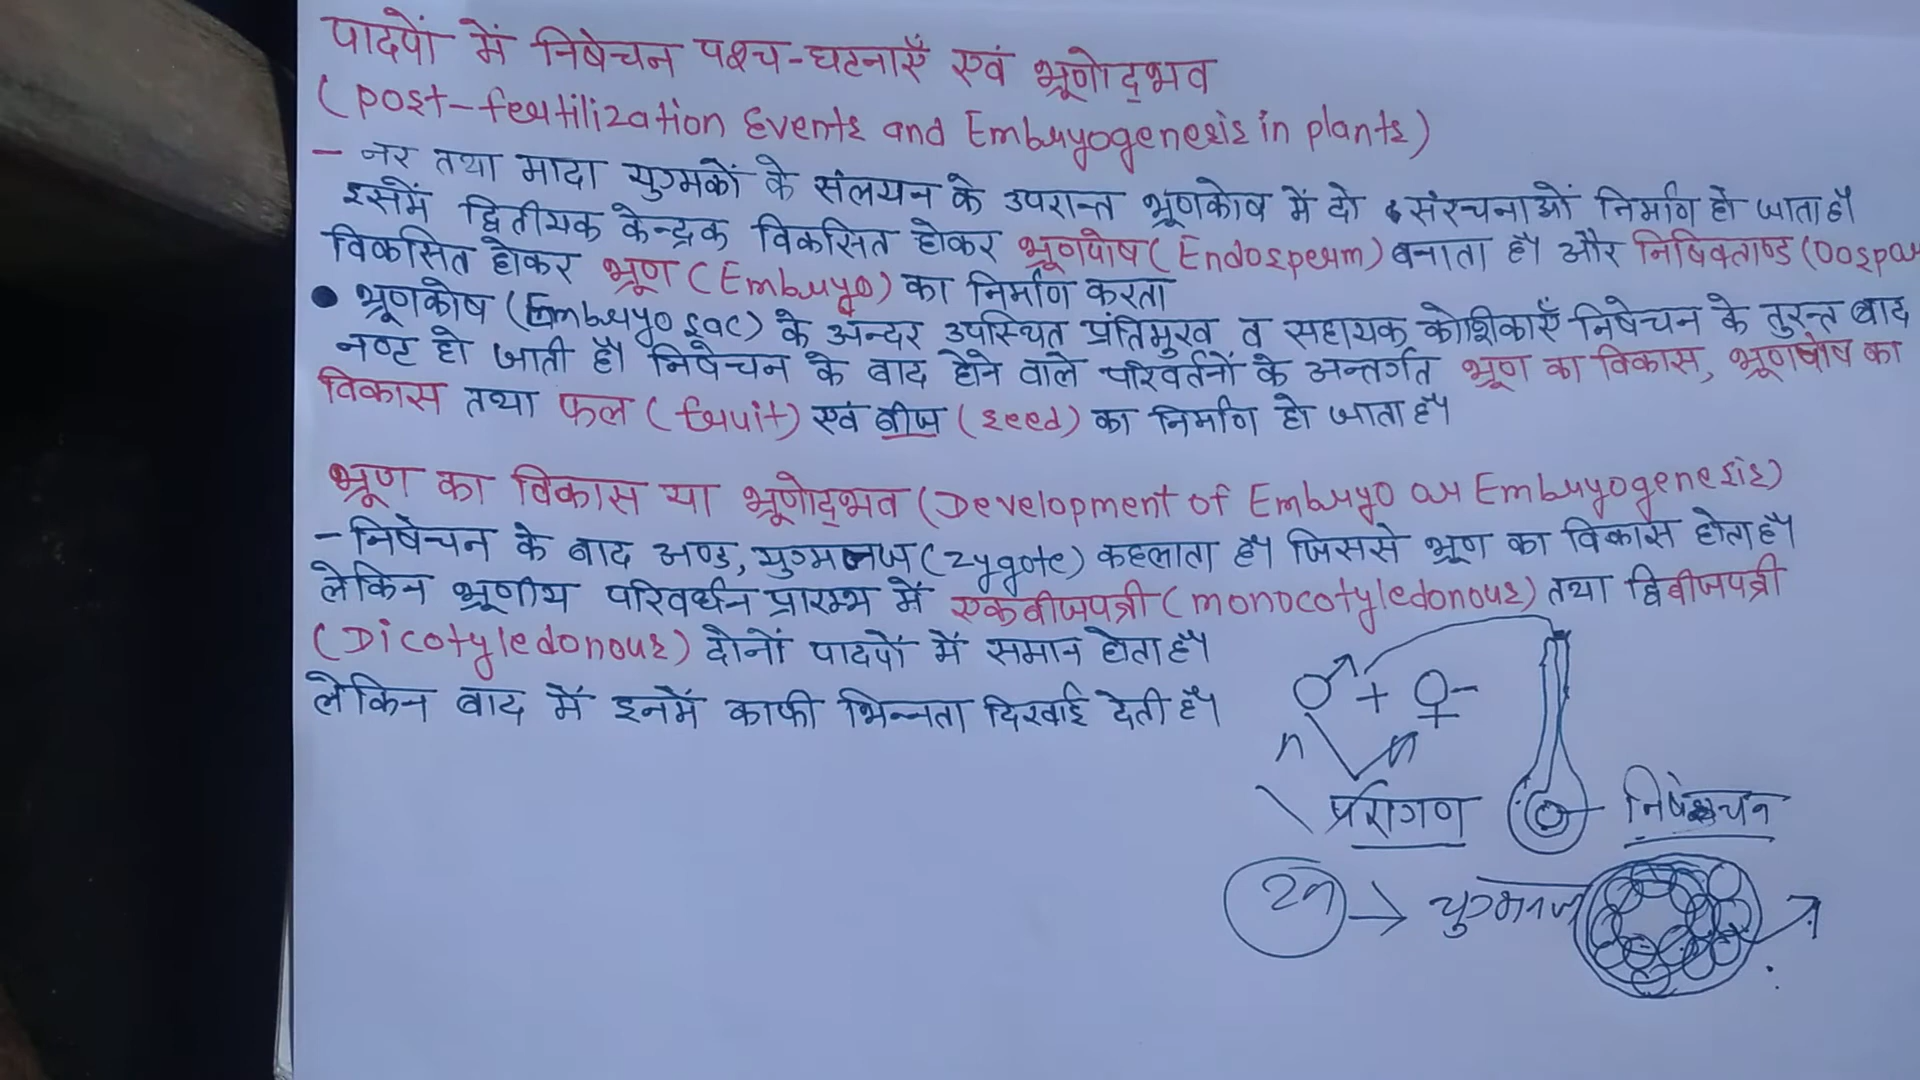 पादपों में निषेचन पश्च-घटनाएँ एवं भ्रूणोद्भव
(Post-fertilization Events and Embryogenesis in plants)
- नर तथा मादा युग्मकों के संलयन के उपरान्त भ्रूणकोष में दो संरचनाओं निर्माण हो जाता है।
इसमें द्वितीयक केन्द्रक विकसित होकर भ्रूणपोष (Endosperm) बनाता है। और निषिक्ताण्ड (Oospor
विकसित होकर भ्रूण (Embryo) का निर्माण करता
• भ्रूणकोष (Embryo sac) के अन्दर उपस्थित प्रतिमुख व सहायक कोशिकाएँ निषेचन के तुरन्त बाद
नष्ट हो जाती है। निषेचन के बाद होने वाले परिवर्तनों के अन्तर्गत भ्रूण का विकास, भ्रूणपोष का
विकास तथा फल (fruit) एवं बीज (seed) का निर्माण हो जाता है।
भ्रूण का विकास या भ्रूणोद्भव (Development of Embryo or Embryogenesis)
- निषेचन के बाद अण्ड, युग्मनज (Zygote) कहलाता है। जिससे भ्रूण का विकास होता है।
लेकिन भ्रूणीय परिवर्धन प्रारम्भ में एकबीजपत्री (monocotyledonous) तथा द्विबीजपत्री
(Dicotyledonous) दोनों पादपों में समान होता है।
लेकिन बाद में इनमें काफी भिन्नता दिखाई देती है।
♂ + ♀
n n
परागण निषेचन
2n → युग्मनज